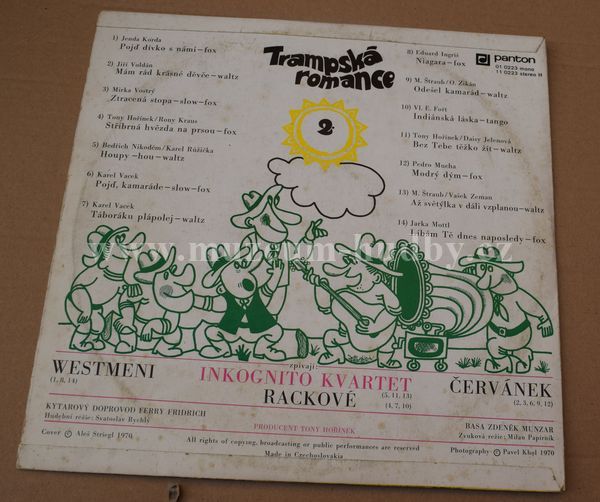 Trampská
romance
2
panton
01 0223 mono
11 0223 stereo H
1) Jenda Korda
Pojď dívko s námi—fox
2) Jiří Voldán
Mám rád krásné děvče—waltz
3) Mirka Vostrý
Ztracená stopa—slow—fox
4) Tony Hořínek/Rony Kraus
Stříbrná hvězda na prsou—fox
5) Bedřich Nikodém/Karel Růžička
Houpy—hou—waltz
6) Karel Vacek
Pojď, kamaráde—slow—fox
7) Karel Vacek
Táboráku plápolej—waltz
8) Eduard Ingriš
Niagara—fox
9) M. Štraub/O. Zikán
Odešel kamarád—waltz
10) Vl. E. Fořt
Indiánská láska—tango
11) Tony Hořínek/Daisy Jelenová
Bez Tebe těžko žít—waltz
12) Pedro Mucha
Modrý dým—fox
13) M. Štraub/Vašek Zeman
Až světýlka v dáli vzplanou—waltz
14) Jarka Mottl
Líbám Tě dnes naposledy—fox
www.muzeum-hudby.cz
zpívají:
WESTMENI
(1, 8, 14)
INKOGNITO KVARTET
(5, 11, 13)
RACKOVÉ
(4, 7, 10)
ČERVÁNEK
(2, 3, 6, 9, 12)
KYTAROVÝ DOPROVOD FERRY FRIDRICH
Hudební režie: Svatoslav Rychlý
BASA ZDENĚK MUNZAR
Zvuková režie: Milan Papírník
PRODUCENT TONY HOŘÍNEK
Cover © Aleš Striegl 1970
All rights of copying, broadcasting or public performances are reserved
Made in Czechoslovakia
Photography © Pavel Khol 1970